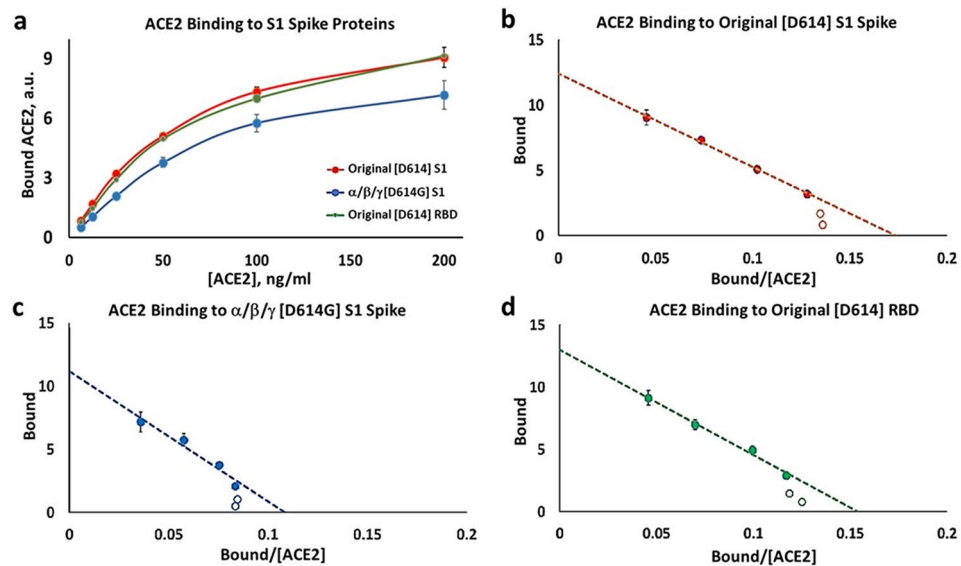 a
ACE2 Binding to S1 Spike Proteins
Bound ACE2, a.u.
9
6
3
0
Original [D614] S1
α/β/γ[D614G] S1
Original [D614] RBD
0 50 100 150 200
[ACE2], ng/ml
b
ACE2 Binding to Original [D614] S1 Spike
Bound
15
10
5
0
0 0.05 0.1 0.15 0.2
Bound/[ACE2]
c
ACE2 Binding to α/β/γ [D614G] S1 Spike
Bound
15
10
5
0
0 0.05 0.1 0.15 0.2
Bound/[ACE2]
d
ACE2 Binding to Original [D614] RBD
Bound
15
10
5
0
0 0.05 0.1 0.15 0.2
Bound/[ACE2]